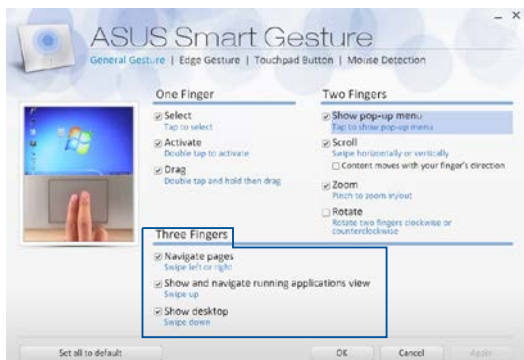 ASUS Smart Gesture
General Gesture | Edge Gesture | Touchpad Button | Mouse Detection
One Finger
Select
Tap to select
Activate
Double tap to activate
Drag
Double tap and hold then drag
Two Fingers
Show pop-up menu
Tap to show pop-up menu
Scroll
Swipe horizontally or vertically
Content moves with your finger's direction
Zoom
Pinch to zoom in/out
Rotate
Rotate two fingers clockwise or
counterclockwise
Three Fingers
Navigate pages
Swipe left or right
Show and navigate running applications view
Swipe up
Show desktop
Swipe down
Set all to default
OK
Cancel
Apply